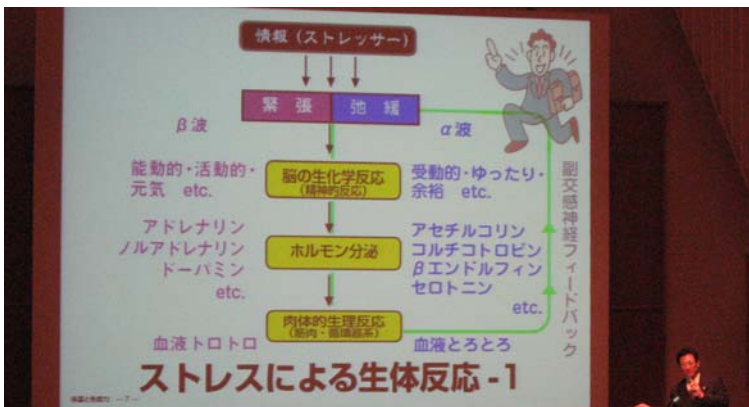 情報（ストレッサー）
緊張 弛緩
β波
α波
能動的・活動的・
元気 etc.
脳の生化学反応
（精神的反応）
受動的・ゆったり・
余裕 etc.
アドレナリン
ノルアドレナリン
ドーパミン
etc.
ホルモン分泌
アセチルコリン
コルチコトロピン
βエンドルフィン
セロトニン
etc.
血液トロトロ
肉体的生理反応
（筋肉・循環器系）
血液とろとろ
副交感神経フィードバック
ストレスによる生体反応-1